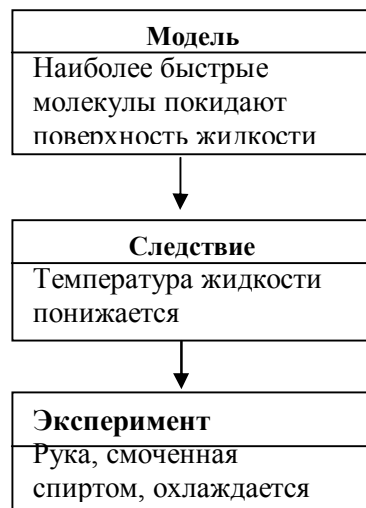 Модель
Наиболее быстрые
молекулы покидают
поверхность жидкости
Следствие
Температура жидкости
понижается
Эксперимент
Рука, смоченная
спиртом, охлаждается